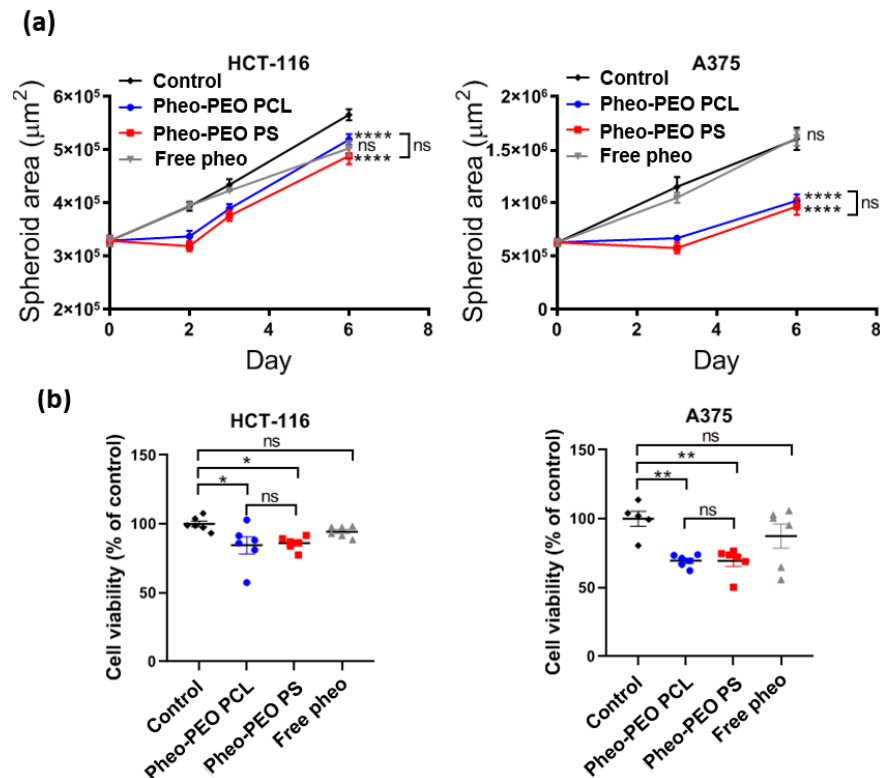 (a)
HCT-116
Control
Pheo-PEO PCL
Pheo-PEO PS
Free pheo
Spheroid area (μm²)
6×10⁵
5×10⁵
4×10⁵
3×10⁵
2×10⁵
****
ns
****
ns
0 2 4 6 8
Day
A375
Control
Pheo-PEO PCL
Pheo-PEO PS
Free pheo
Spheroid area (μm²)
2×10⁶
1×10⁶
1×10⁶
5×10⁵
0
ns
****
****
ns
0 2 4 6 8
Day
(b)
HCT-116
Cell viability (% of control)
150
100
50
0
ns
*
*
ns
Control
Pheo-PEO PCL
Pheo-PEO PS
Free pheo
A375
Cell viability (% of control)
150
100
50
0
ns
**
**
ns
Control
Pheo-PEO PCL
Pheo-PEO PS
Free pheo